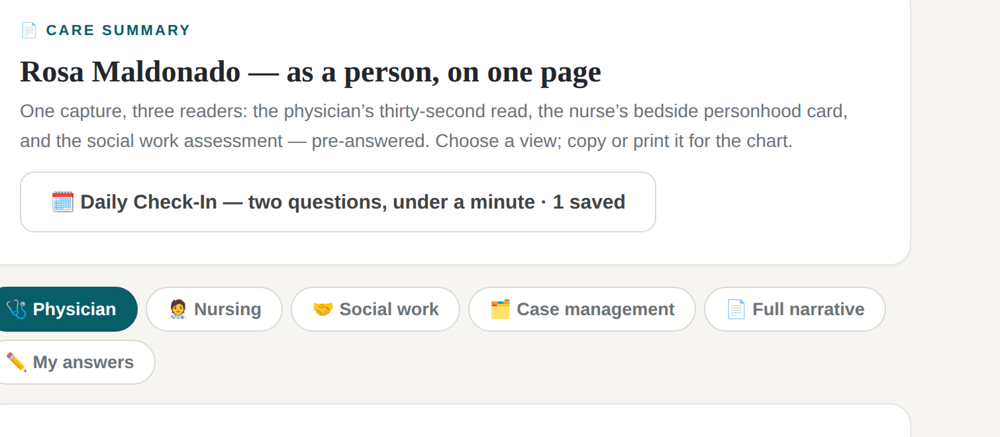 CARE SUMMARY
Rosa Maldonado — as a person, on one page
One capture, three readers: the physician’s thirty-second read, the nurse’s bedside personhood card,
and the social work assessment — pre-answered. Choose a view; copy or print it for the chart.
Daily Check-In — two questions, under a minute · 1 saved
Physician
Nursing
Social work
Case management
Full narrative
My answers